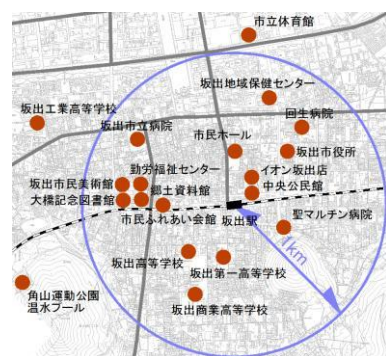 市立体育館
坂出地域保健センター
坂出工業高等学校
回生病院
坂出市立病院
市民ホール
坂出市役所
勤労福祉センター
イオン坂出店
坂出市民美術館
郷土資料館
中央公民館
大橋記念図書館
市民ふれあい会館
坂出駅
聖マルチン病院
1km
坂出高等学校
坂出第一高等学校
角山運動公園
温水プール
坂出商業高等学校